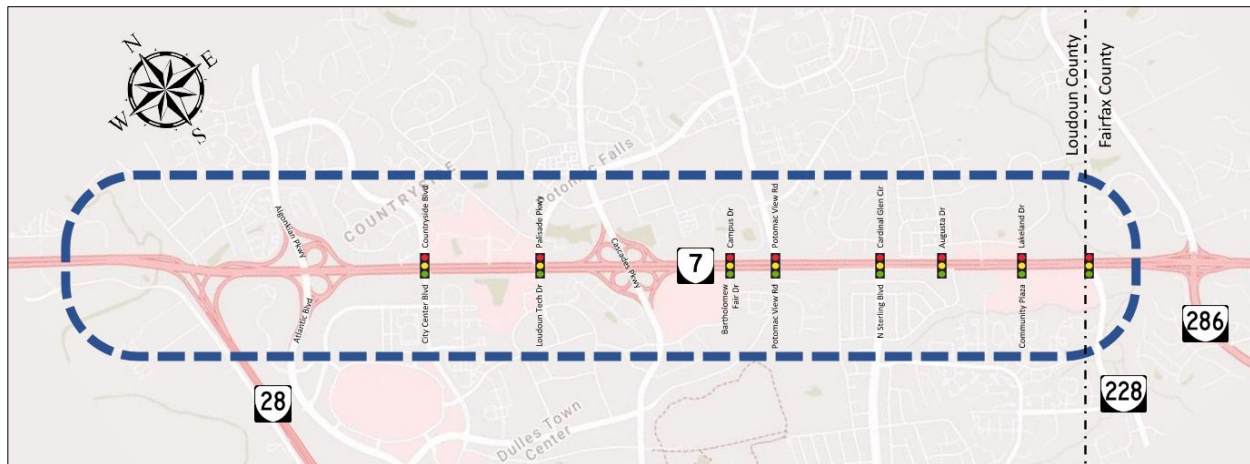 N
E
W
S
Loudoun County
Fairfax County
Algonkian Pkwy
COUNTRYSIDE
Countryside Blvd
Palisade Pkwy
Potomac Falls
Cascades Pkwy
Campus Dr
Potomac View Rd
Cardinal Glen Cir
Augusta Dr
Lakeland Dr
7
Atlantic Blvd
City Center Blvd
Loudoun Tech Dr
Bartholomew
Fair Dr
Potomac View Rd
N Sterling Blvd
Community Plaza
286
28
228
Dulles Town
Center